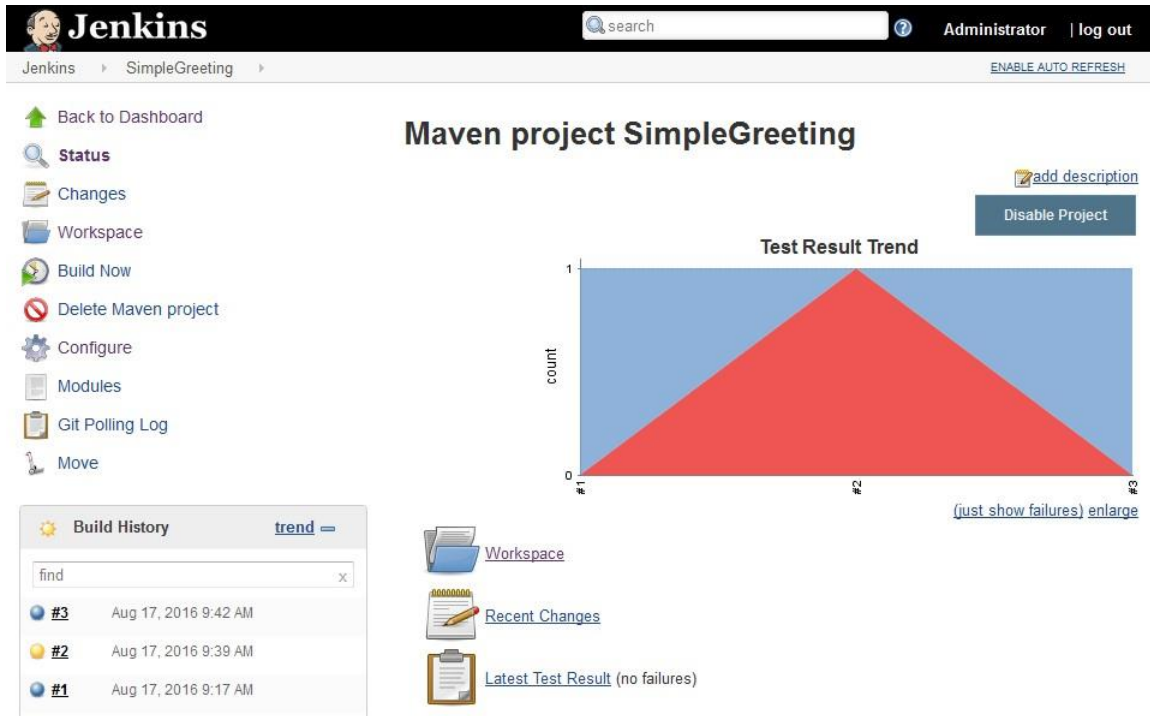 Jenkins
search
Administrator | log out
Jenkins SimpleGreeting
ENABLE AUTO REFRESH
Back to Dashboard
Status
Changes
Workspace
Build Now
Delete Maven project
Configure
Modules
Git Polling Log
Move
Build History trend
find x
#3 Aug 17, 2016 9:42 AM
#2 Aug 17, 2016 9:39 AM
#1 Aug 17, 2016 9:17 AM
Maven project SimpleGreeting
add description
Disable Project
Test Result Trend
1
count
0
#1 #2 #3
(just show failures) enlarge
Workspace
Recent Changes
Latest Test Result (no failures)